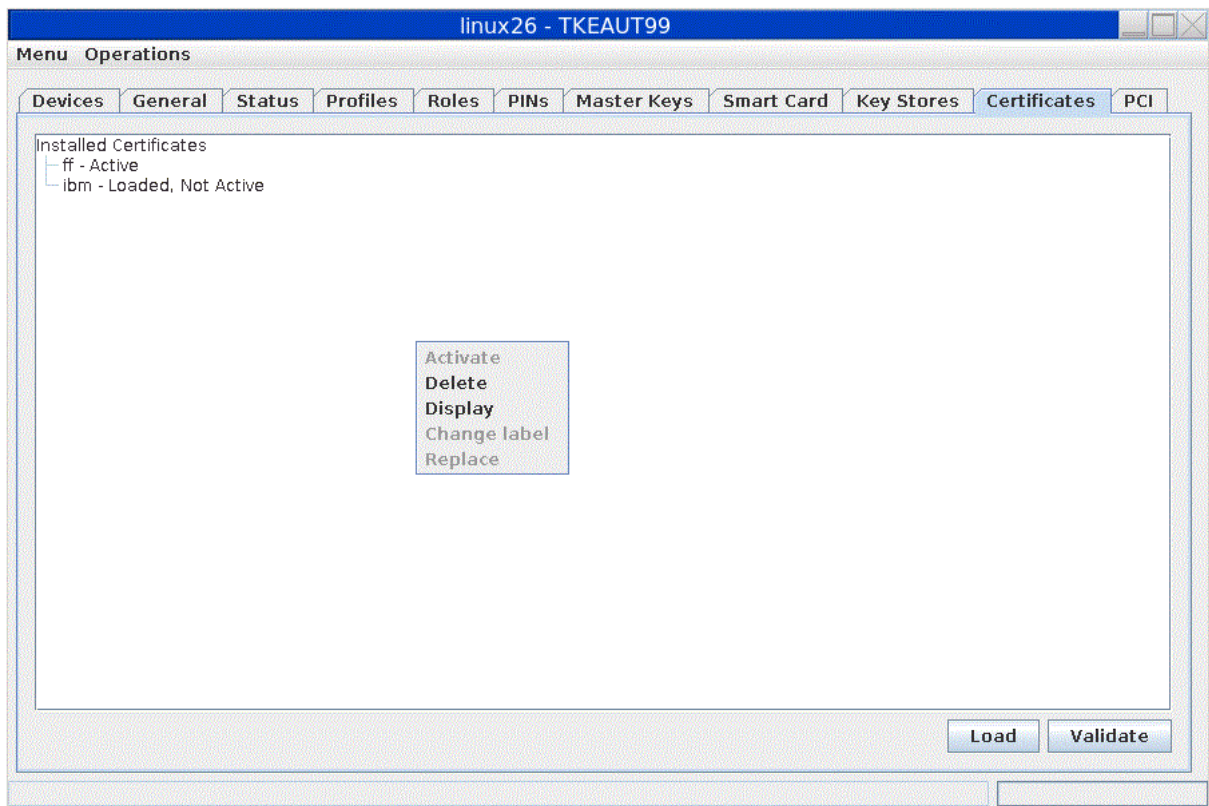 linux26 - TKEAUT99
Menu Operations
Devices General Status Profiles Roles PINs Master Keys Smart Card Key Stores Certificates PCI
Installed Certificates
ff - Active
ibm - Loaded, Not Active
Activate
Delete
Display
Change label
Replace
Load Validate